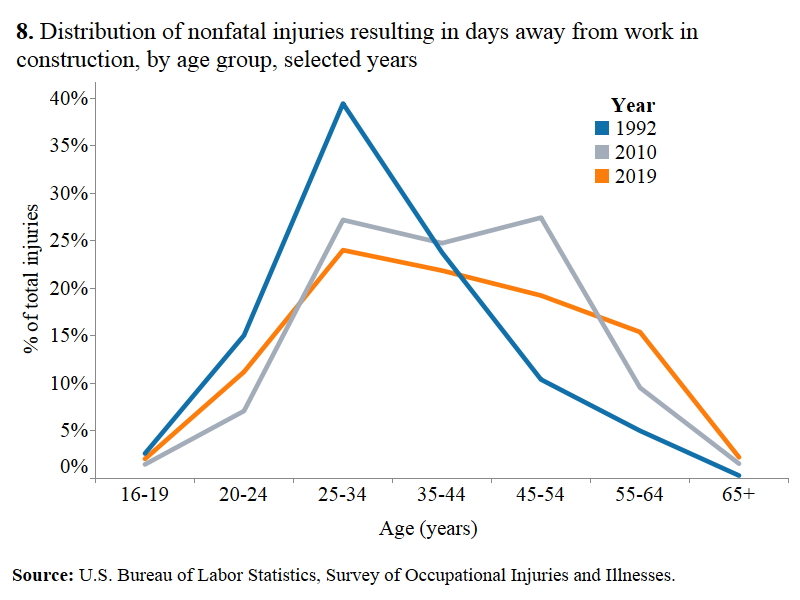 8. Distribution of nonfatal injuries resulting in days away from work in
construction, by age group, selected years
Year
1992
2010
2019
% of total injuries
40%
35%
30%
25%
20%
15%
10%
5%
0%
16-19 20-24 25-34 35-44 45-54 55-64 65+
Age (years)
Source: U.S. Bureau of Labor Statistics, Survey of Occupational Injuries and Illnesses.